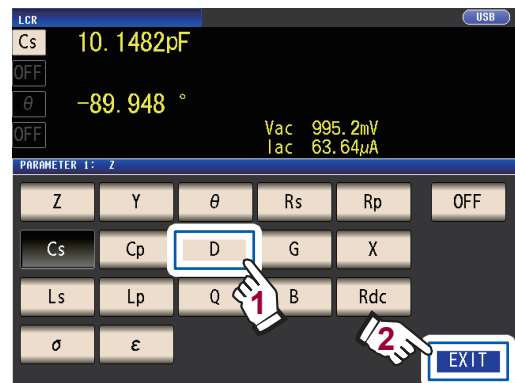 LCR USB
Cs 10.1482pF
OFF
θ -89.948 °
OFF Vac 995.2mV
Iac 63.64μA
PARAMETER 1: Z
Z Y θ Rs Rp OFF
Cs Cp D G X
Ls Lp Q B Rdc
1
2
σ ε EXIT